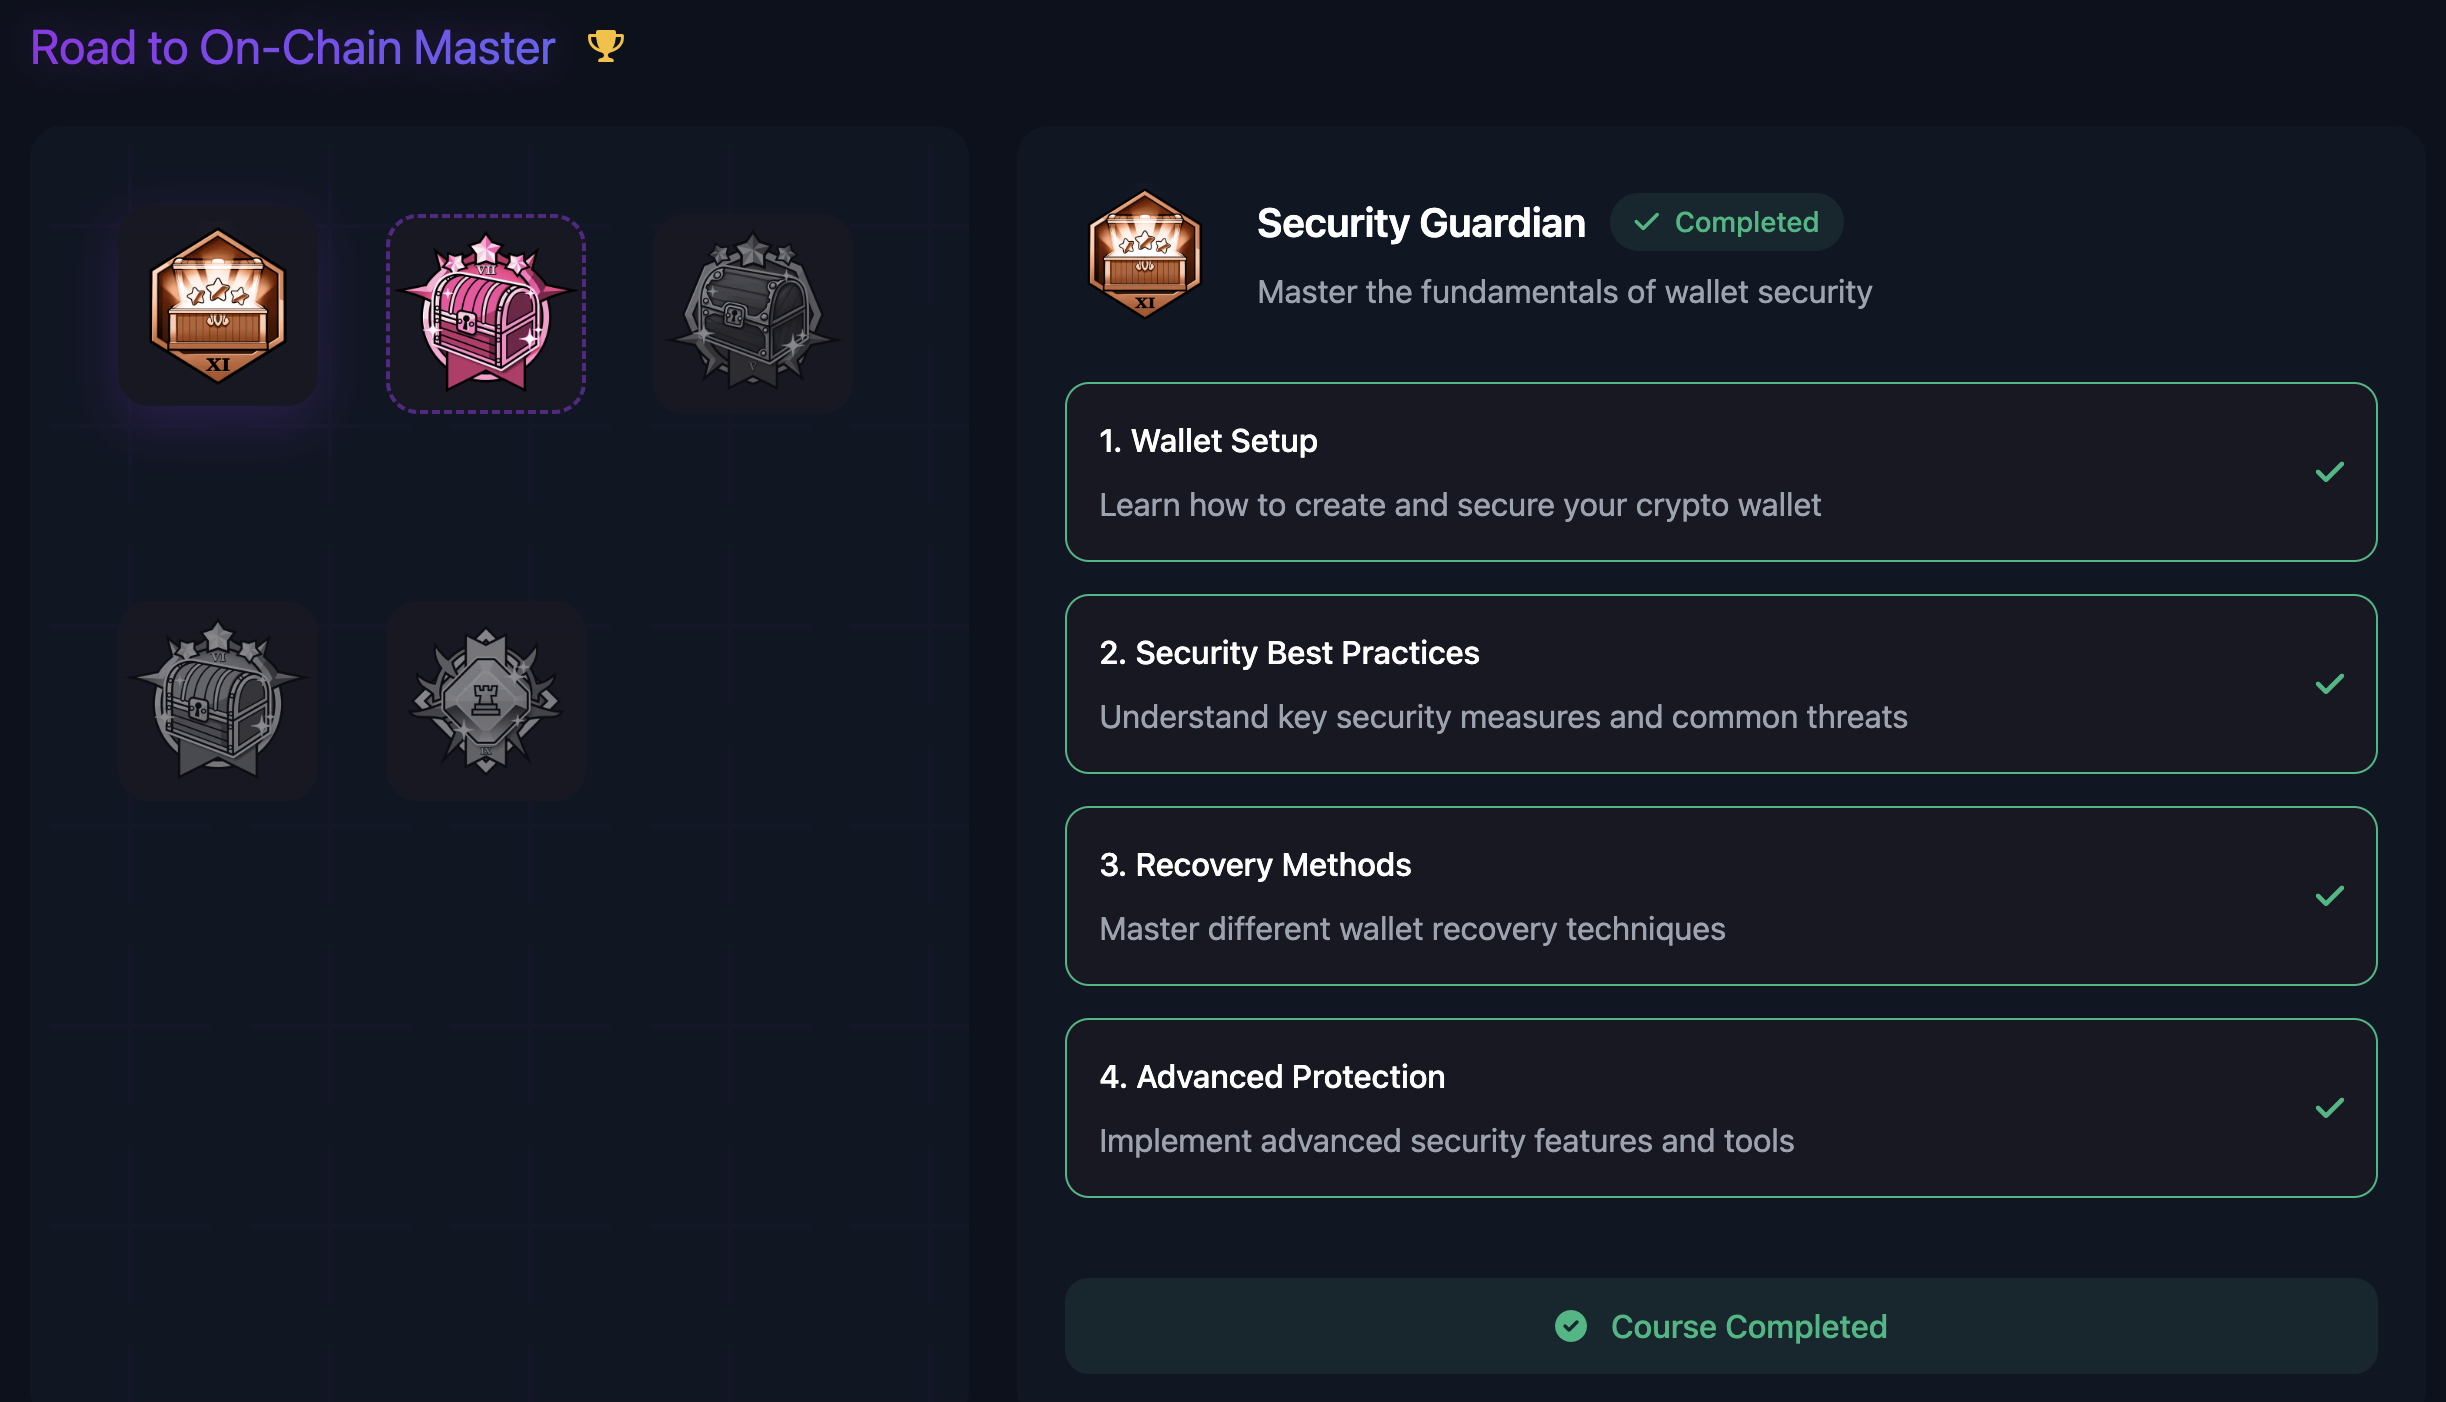 Road to On-Chain Master
XI
VII
V
VI
IX
XI
Security Guardian
Completed
Master the fundamentals of wallet security
1. Wallet Setup
Learn how to create and secure your crypto wallet
2. Security Best Practices
Understand key security measures and common threats
3. Recovery Methods
Master different wallet recovery techniques
4. Advanced Protection
Implement advanced security features and tools
Course Completed